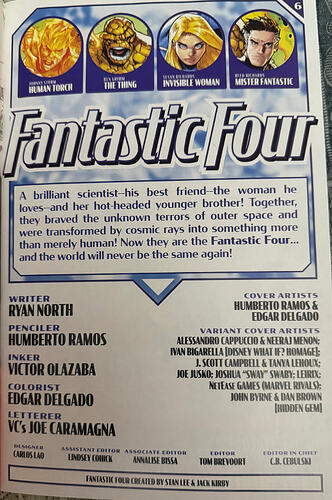 6
JOHNNY STORM
HUMAN TORCH
BEN GRIMM
THE THING
SUSAN RICHARDS
INVISIBLE WOMAN
REED RICHARDS
MISTER FANTASTIC
Fantastic Four
A brilliant scientist–his best friend–the woman he
loves–and her hot-headed younger brother! Together,
they braved the unknown terrors of outer space and
were transformed by cosmic rays into something more
than merely human! Now they are the Fantastic Four...
and the world will never be the same again!
WRITER
RYAN NORTH
PENCILER
HUMBERTO RAMOS
INKER
VICTOR OLAZABA
COLORIST
EDGAR DELGADO
LETTERER
VC's JOE CARAMAGNA
COVER ARTISTS
HUMBERTO RAMOS &
EDGAR DELGADO
VARIANT COVER ARTISTS
ALESSANDRO CAPPUCCIO & NEERAJ MENON;
IVAN BIGARELLA [DISNEY WHAT IF? HOMAGE];
J. SCOTT CAMPBELL & TANYA LEHOUX;
JOE JUSKO; JOSHUA "SWAY" SWABY; LEIRIX;
NETEASE GAMES (MARVEL RIVALS);
JOHN BYRNE & DAN BROWN
[HIDDEN GEM]
DESIGNER
CARLOS LAO
ASSISTANT EDITOR
LINDSEY COHICK
ASSOCIATE EDITOR
ANNALISE BISSA
EDITOR
TOM BREVOORT
EDITOR IN CHIEF
C.B. CEBULSKI
FANTASTIC FOUR CREATED BY STAN LEE & JACK KIRBY